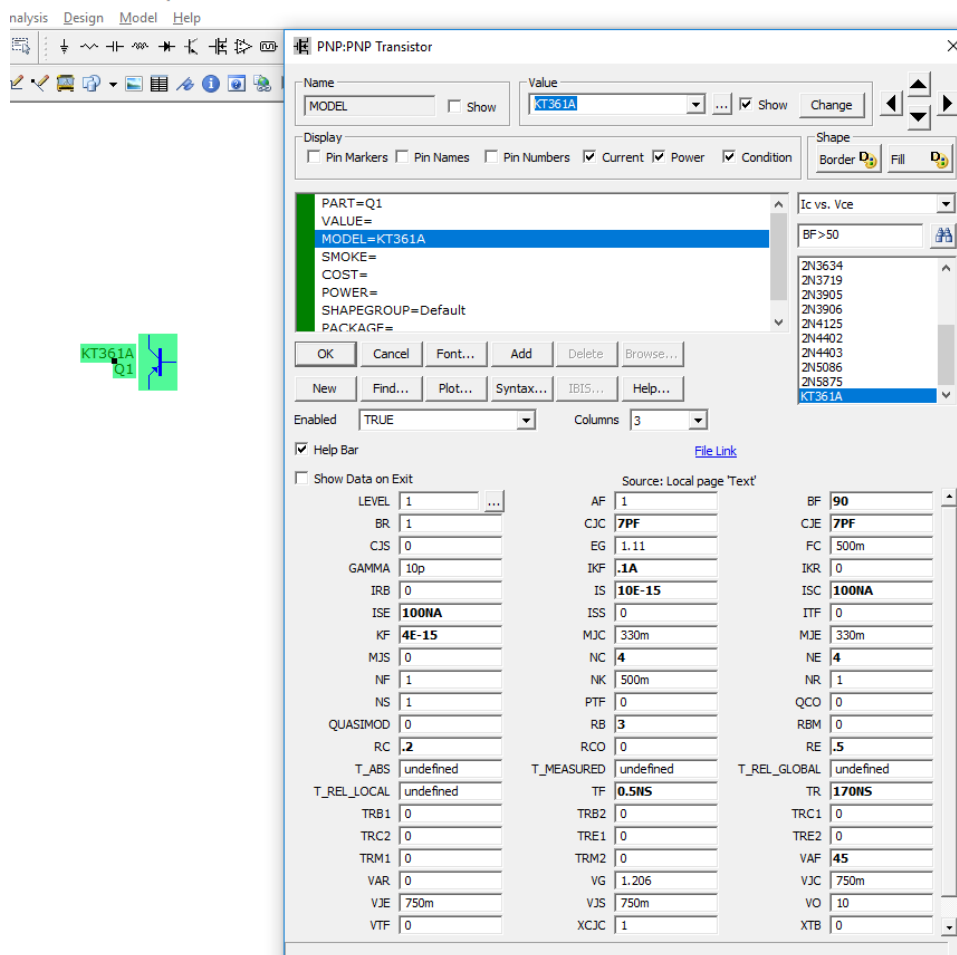 nalysis Design Model Help
PNP:PNP Transistor
Name
MODEL
Show
Value
KT361A
...
Show
Change
Display
Pin Markers
Pin Names
Pin Numbers
Current
Power
Condition
Shape
Border
Fill
PART=Q1
VALUE=
MODEL=KT361A
SMOKE=
COST=
POWER=
SHAPEGROUP=Default
PACKAGE=
Ic vs. Vce
BF>50
2N3634
2N3719
2N3905
2N3906
2N4125
2N4402
2N4403
2N5086
2N5875
KT361A
KT361A
Q1
OK Cancel Font... Add Delete Browse...
New Find... Plot... Syntax... IBIS... Help...
Enabled TRUE Columns 3
Help Bar File Link
Show Data on Exit Source: Local page 'Text'
LEVEL 1 ... AF 1 BF 90
BR 1 CJC 7PF CJE 7PF
CJS 0 EG 1.11 FC 500m
GAMMA 10p IKF .1A IKR 0
IRB 0 IS 10E-15 ISC 100NA
ISE 100NA ISS 0 ITF 0
KF 4E-15 MJC 330m MJE 330m
MJS 0 NC 4 NE 4
NF 1 NK 500m NR 1
NS 1 PTF 0 QCO 0
QUASIMOD 0 RB 3 RBM 0
RC .2 RCO 0 RE .5
T_ABS undefined T_MEASURED undefined T_REL_GLOBAL undefined
T_REL_LOCAL undefined TF 0.5NS TR 170NS
TRB1 0 TRB2 0 TRC1 0
TRC2 0 TRE1 0 TRE2 0
TRM1 0 TRM2 0 VAF 45
VAR 0 VG 1.206 VJC 750m
VJE 750m VJS 750m VO 10
VTF 0 XCJC 1 XTB 0